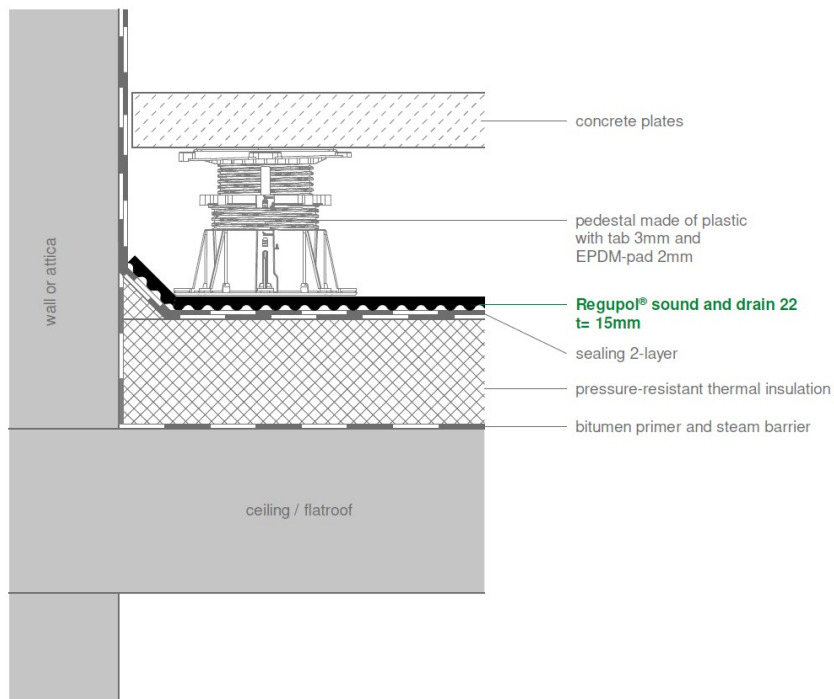 concrete plates
pedestal made of plastic
with tab 3mm and
EPDM-pad 2mm
wall or attica
Regupol® sound and drain 22
t= 15mm
sealing 2-layer
pressure-resistant thermal insulation
bitumen primer and steam barrier
ceiling / flatroof